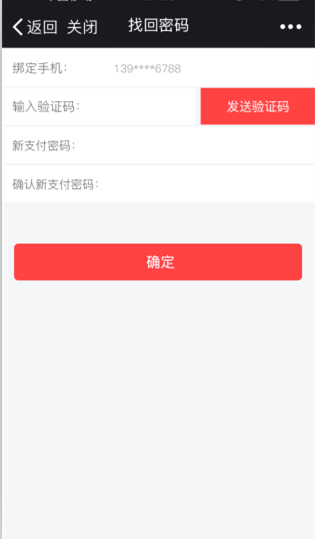 返回 关闭 找回密码
绑定手机: 139****6788
输入验证码: 发送验证码
新支付密码:
确认新支付密码:
确定